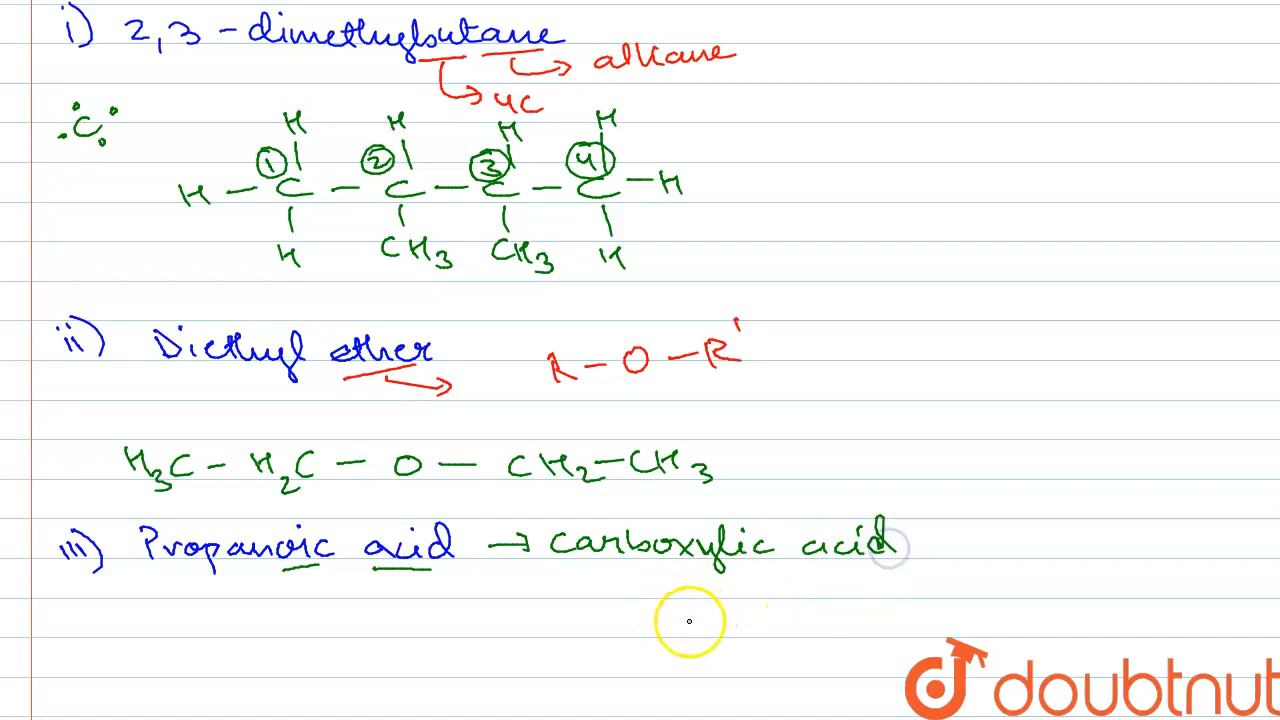 i) 2,3 - dimethylbutane
→ alkane
→ 4C
C
H H H H
① ② ③ ④
H - C - C - C - C - H
H CH3 CH3 H
ii) Diethyl ether → R - O - R'
H3C - H2C - O - CH2 - CH3
iii) Propanoic acid → carboxylic acid
doubtnut